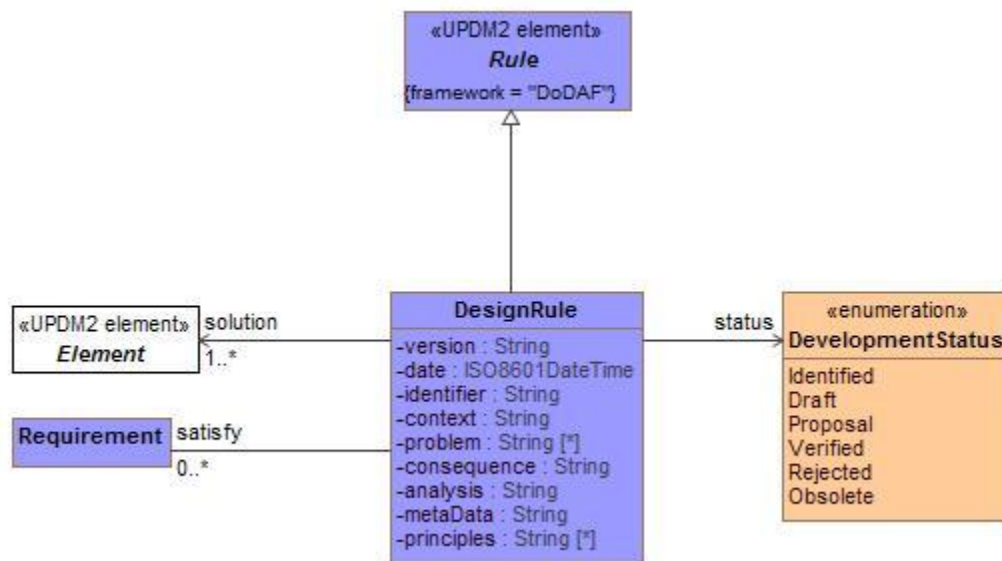 «UPDM2 element»
Rule
{framework = "DoDAF"}
«UPDM2 element»
Element
solution
1..*
Requirement
satisfy
0..*
DesignRule
-version : String
-date : ISO8601DateTime
-identifier : String
-context : String
-problem : String [*]
-consequence : String
-analysis : String
-metaData : String
-principles : String [*]
status
«enumeration»
DevelopmentStatus
Identified
Draft
Proposal
Verified
Rejected
Obsolete